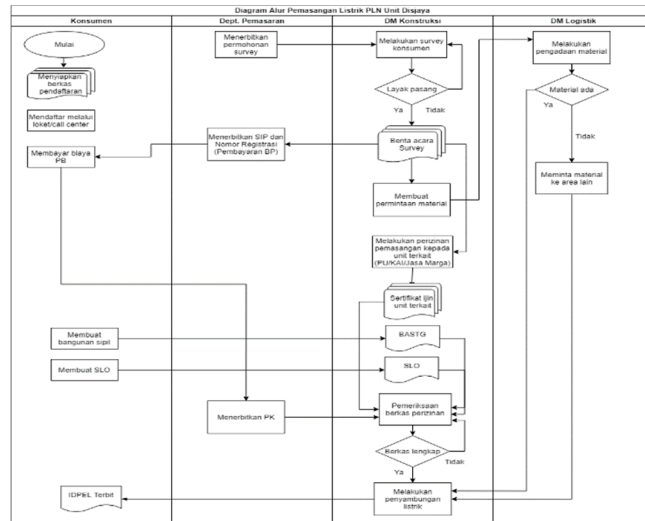 Diagram Alur Pemasangan Listrik PLN Unit Disjaya
Konsumen
Dept. Pemasaran
DM Konstruksi
DM Logistik
Mulai
Menerbitkan
permohonan
survey
Melakukan survey
konsumen
Melakukan
pengadaan material
Menyiapkan
berkas
pendaftaran
Layak pasang
Ya
Tidak
Material ada
Ya
Tidak
Mendaftar melalui
loket/call center
Membayar biaya
PB
Menerbitkan SIP dan
Nomor Registrasi
(Pembayaran BP)
Berita acara
Survey
Membuat
permintaan material
Meminta material
ke area lain
Melakukan perizinan
pemasangan kepada
unit terkait
(PU/KAI/Jasa Marga)
Sertifikat ijin
unit terkait
Membuat
bangunan sipil
BASTG
Membuat SLO
SLO
Menerbitkan PK
Pemeriksaan
berkas perizinan
Berkas lengkap
Ya
Tidak
IDPEL Terbit
Melakukan
penyambungan
listrik